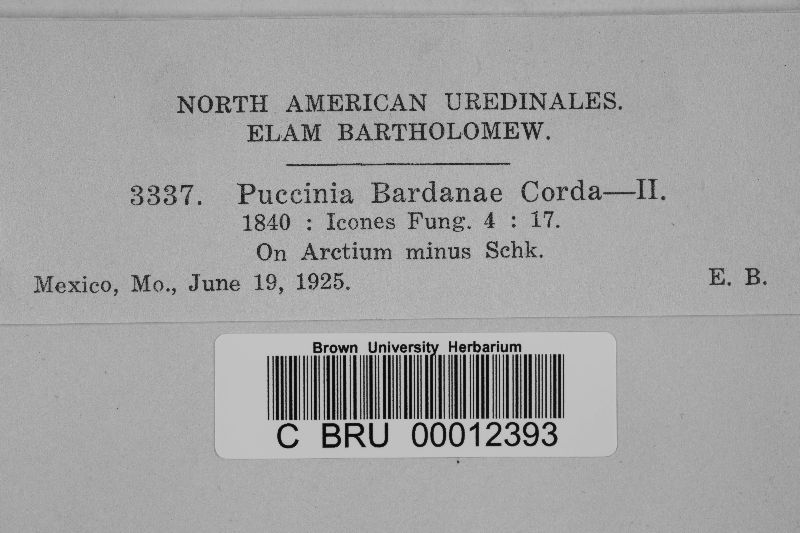 NORTH AMERICAN UREDINALES.
ELAM BARTHOLOMEW.
3337. Puccinia Bardanae Corda—II.
1840 : Icones Fung. 4 : 17.
On Arctium minus Schk.
Mexico, Mo., June 19, 1925. E. B.
Brown University Herbarium
C BRU 00012393